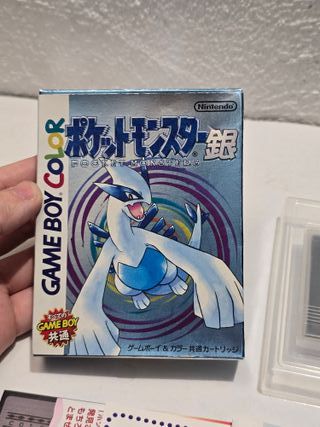 Nintendo
GAME BOY COLOR
ポケットモンスター銀
POCKET MONSTERS
GAME BOY
共通
ゲームボーイ&カラー共通カートリッジ